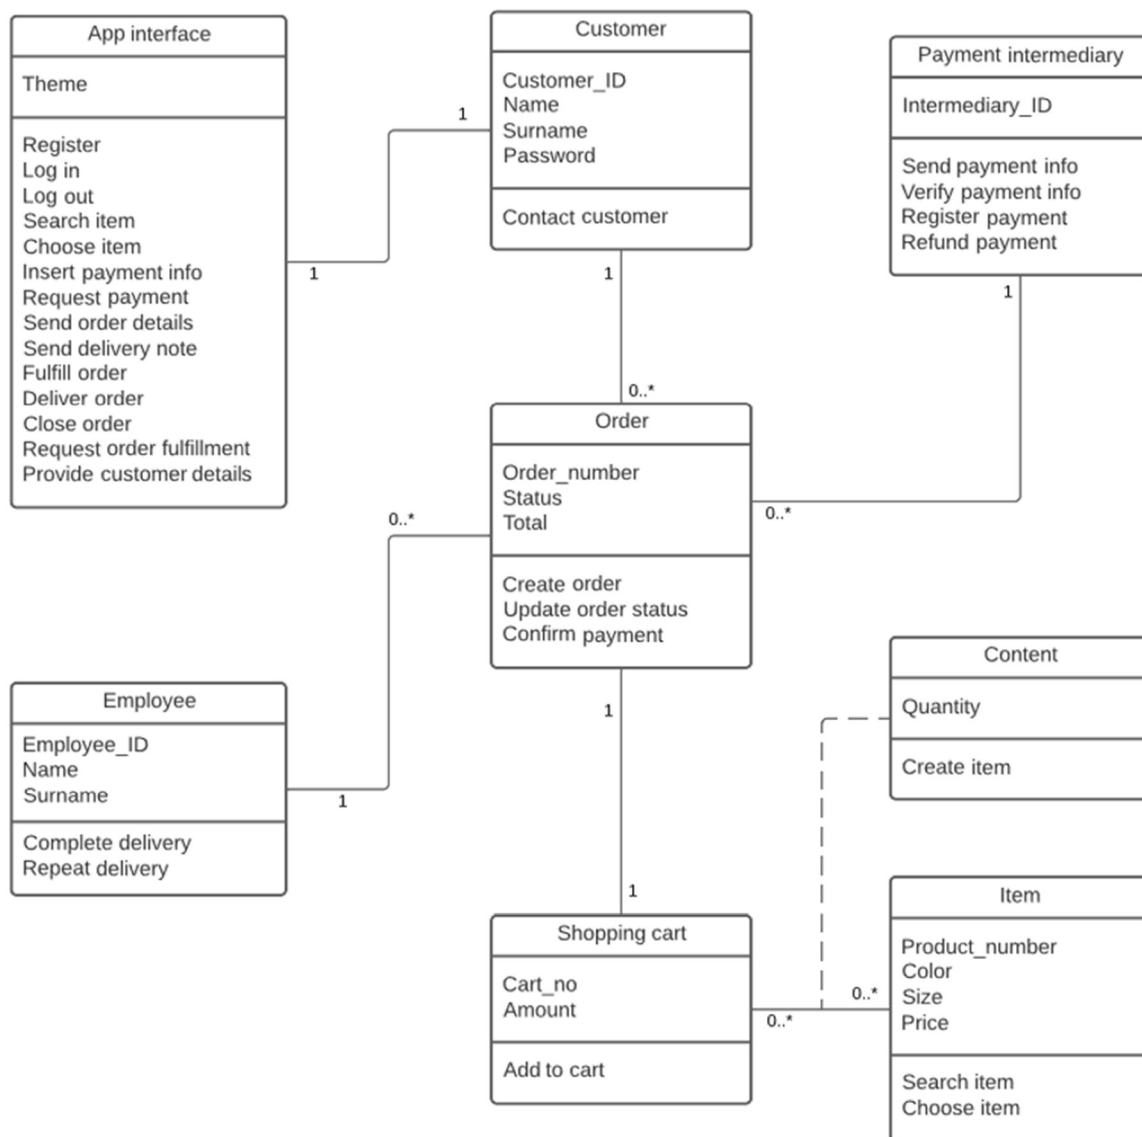 App interface
Theme
Register
Log in
Log out
Search item
Choose item
Insert payment info
Request payment
Send order details
Send delivery note
Fulfill order
Deliver order
Close order
Request order fulfillment
Provide customer details
1
1
Customer
Customer_ID
Name
Surname
Password
Contact customer
1
0..*
Payment intermediary
Intermediary_ID
Send payment info
Verify payment info
Register payment
Refund payment
1
0..*
Order
Order_number
Status
Total
Create order
Update order status
Confirm payment
0..*
1
Employee
Employee_ID
Name
Surname
Complete delivery
Repeat delivery
1
1
Shopping cart
Cart_no
Amount
Add to cart
0..*
0..*
Content
Quantity
Create item
Item
Product_number
Color
Size
Price
Search item
Choose item